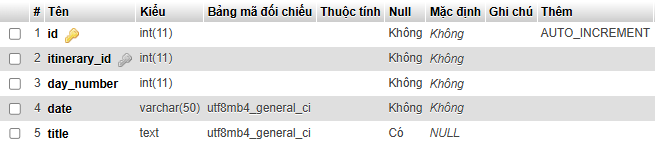 # Tên Kiểu Bảng mã đối chiếu Thuộc tính Null Mặc định Ghi chú Thêm
1 id int(11) Không Không AUTO_INCREMENT
2 itinerary_id int(11) Không Không
3 day_number int(11) Không Không
4 date varchar(50) utf8mb4_general_ci Không Không
5 title text utf8mb4_general_ci Có NULL